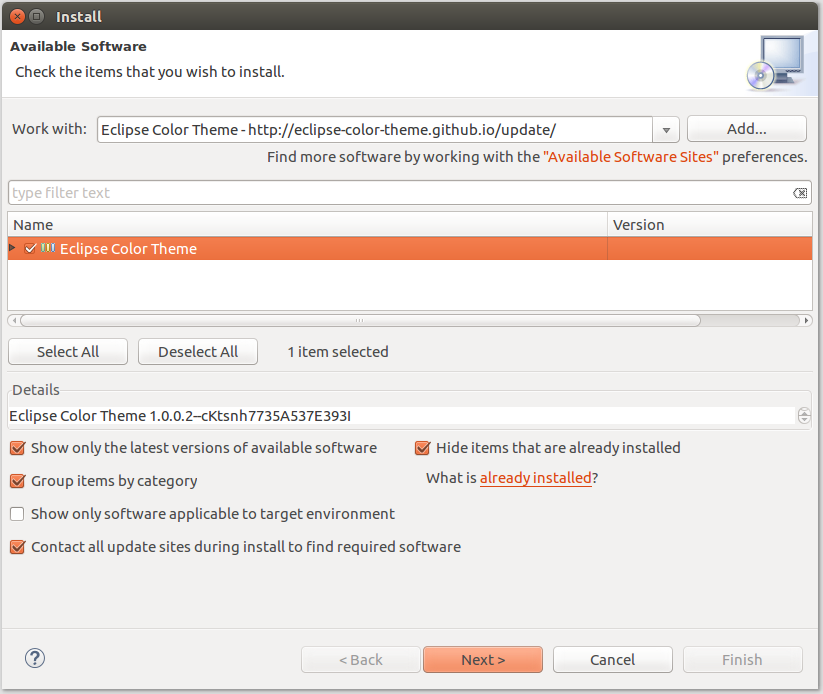 Install
Available Software
Check the items that you wish to install.
Work with: Eclipse Color Theme - http://eclipse-color-theme.github.io/update/ Add...
Find more software by working with the "Available Software Sites" preferences.
type filter text
Name Version
Eclipse Color Theme
Select All Deselect All 1 item selected
Details
Eclipse Color Theme 1.0.0.2--cKtsnh7735A537E393I
Show only the latest versions of available software Hide items that are already installed
Group items by category What is already installed?
Show only software applicable to target environment
Contact all update sites during install to find required software
? < Back Next > Cancel Finish